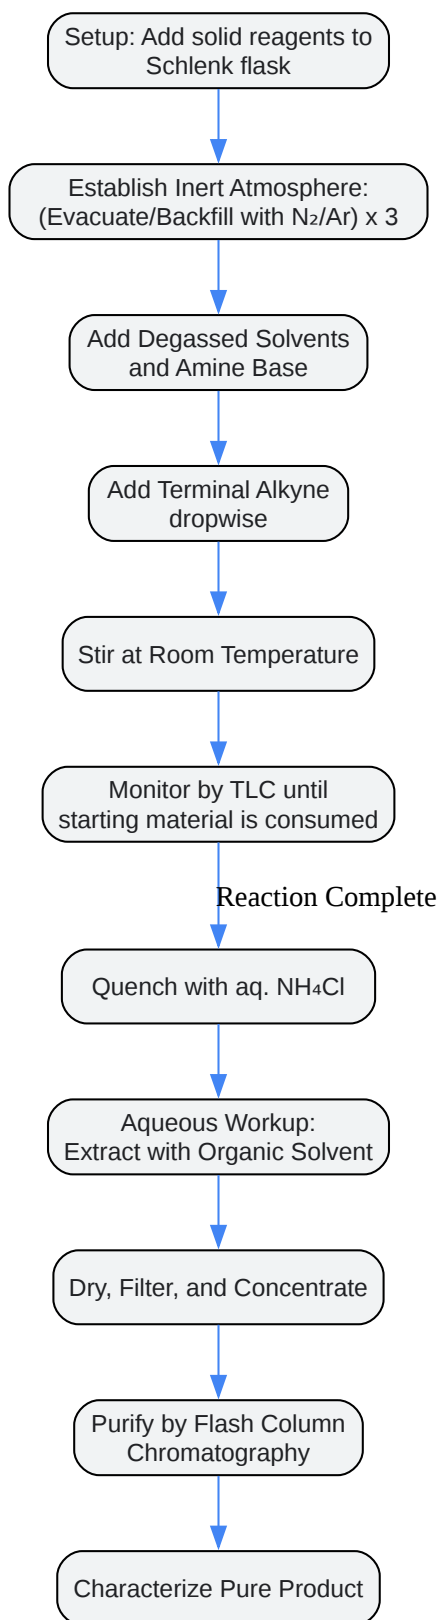 Setup: Add solid reagents to
Schlenk flask
Establish Inert Atmosphere:
(Evacuate/Backfill with N₂/Ar) x 3
Add Degassed Solvents
and Amine Base
Add Terminal Alkyne
dropwise
Stir at Room Temperature
Monitor by TLC until
starting material is consumed
Reaction Complete
Quench with aq. NH₄Cl
Aqueous Workup:
Extract with Organic Solvent
Dry, Filter, and Concentrate
Purify by Flash Column
Chromatography
Characterize Pure Product